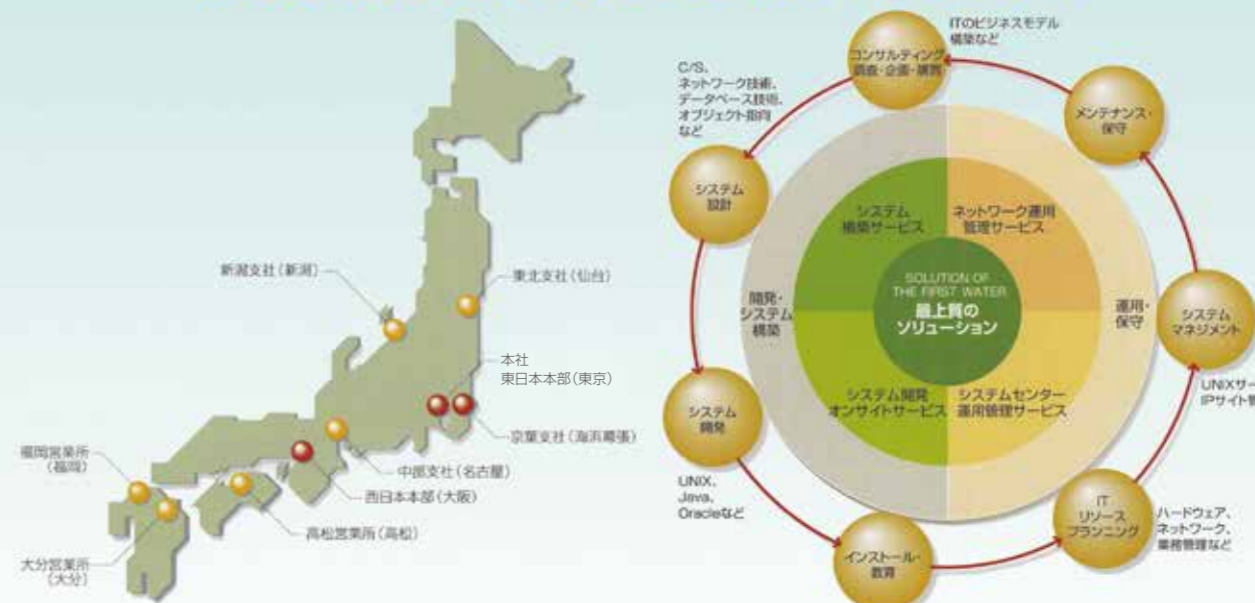 新潟支社(新潟)
東北支社(仙台)
本社
東日本本部(東京)
京葉支社(海浜幕張)
中部支社(名古屋)
西日本本部(大阪)
高松営業所(高松)
福岡営業所
(福岡)
大分営業所
(大分)
コンサルティング
調査・企画・購買
ITのビジネスモデル
構築など
C/S、
ネットワーク技術、
データベース技術、
オブジェクト指向
など
システム
設計
システム
開発
UNIX、
Java、
Oracleなど
インストール・
教育
IT
リソース
プランニング
ハードウェア、
ネットワーク、
業務管理など
システム
マネジメント
UNIXサー
IPサイト
メンテナンス・
保守
開発・
システム
構築
運用・
保守
システム
構築サービス
ネットワーク運用
管理サービス
システム開発
オンサイトサービス
システムセンター
運用管理サービス
SOLUTION OF
THE FIRST WATER
最上質の
ソリューション